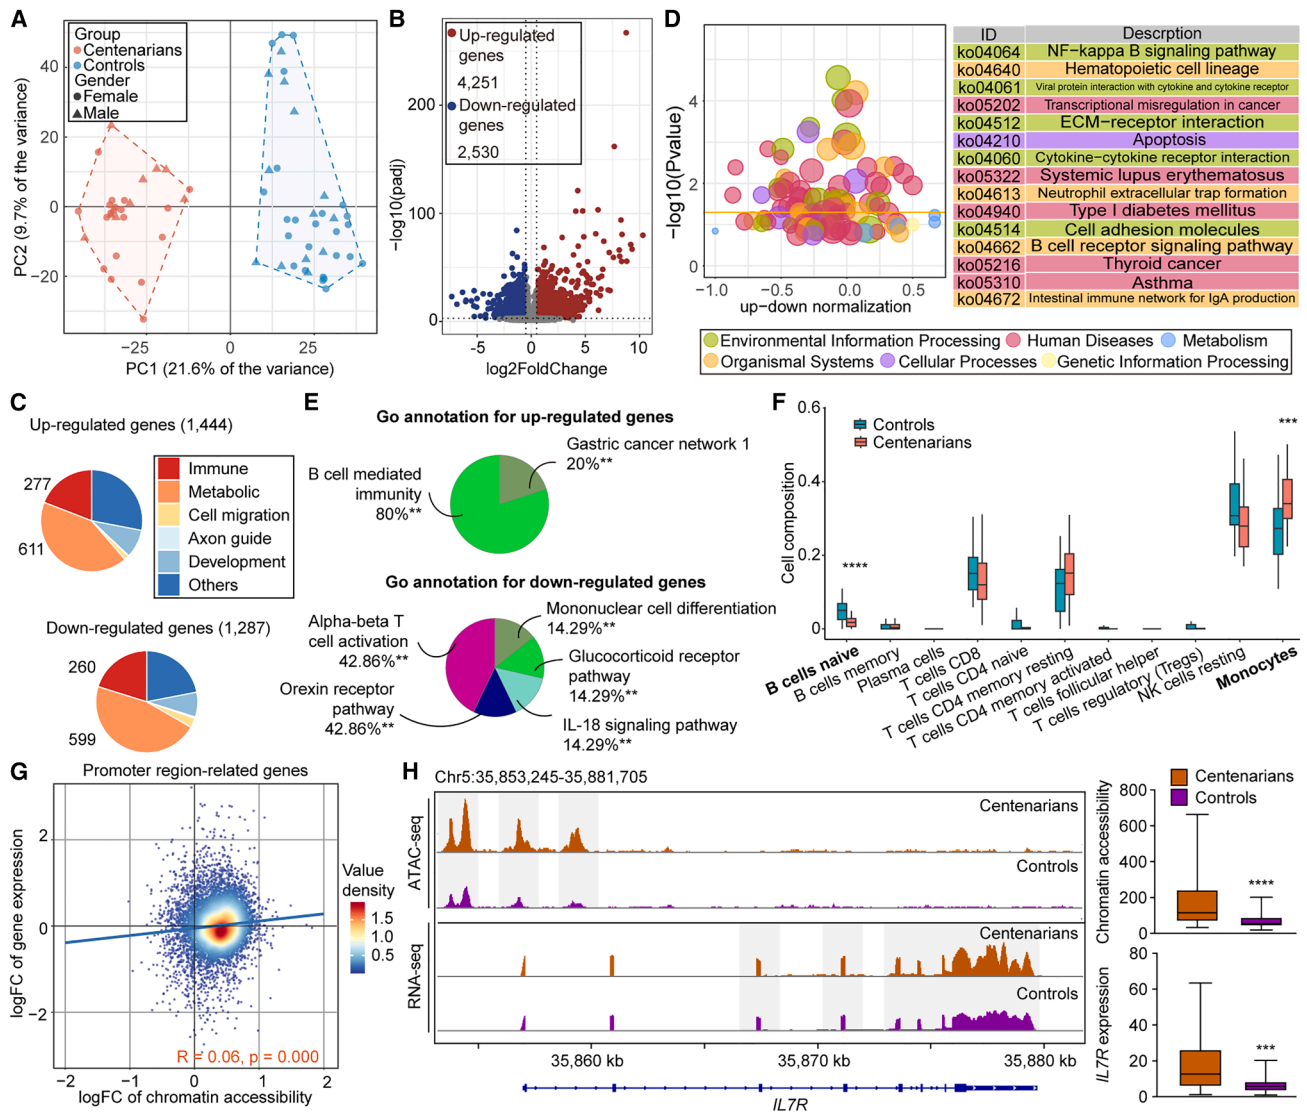 A
Group
Centenarians
Controls
Gender
Female
Male
40
20
0
−20
−25
0
25
PC2 (9.7% of the variance)
PC1 (21.6% of the variance)
B
Up-regulated
genes
4,251
Down-regulated
genes
2,530
200
100
0
−log10(padj)
-5
0
5
10
log2FoldChange
D
4
2
0
−log10(Pvalue)
−1.0
−0.5
0.0
0.5
up-down normalization
ID Descrption
ko04064 NF−kappa B signaling pathway
ko04640 Hematopoietic cell lineage
ko04061 Viral protein interaction with cytokine and cytokine receptor
ko05202 Transcriptional misregulation in cancer
ko04512 ECM−receptor interaction
ko04210 Apoptosis
ko04060 Cytokine−cytokine receptor interaction
ko05322 Systemic lupus erythematosus
ko04613 Neutrophil extracellular trap formation
ko04940 Type I diabetes mellitus
ko04514 Cell adhesion molecules
ko04662 B cell receptor signaling pathway
ko05216 Thyroid cancer
ko05310 Asthma
ko04672 Intestinal immune network for IgA production
Environmental Information Processing Human Diseases Metabolism
Organismal Systems Cellular Processes Genetic Information Processing
C
Up-regulated genes (1,444)
277
611
Immune
Metabolic
Cell migration
Axon guide
Development
Others
Down-regulated genes (1,287)
260
599
E
Go annotation for up-regulated genes
Gastric cancer network 1
20%**
B cell mediated
immunity
80%**
Go annotation for down-regulated genes
Mononuclear cell differentiation
14.29%**
Alpha-beta T
cell activation
42.86%**
Glucocorticoid receptor
pathway
14.29%**
Orexin receptor
pathway
42.86%**
IL-18 signaling pathway
14.29%**
F
0.6
0.4
0.2
0
Cell composition
Controls
Centenarians
****
***
B cells naive
B cells memory
Plasma cells
T cells CD8
T cells CD4 naive
T cells CD4 memory resting
T cells CD4 memory activated
T cells follicular helper
T cells regulatory (Tregs)
NK cells resting
Monocytes
G
Promoter region-related genes
2
0
−2
logFC of gene expression
R = 0.06, p = 0.000
−2
−1
0
1
2
logFC of chromatin accessibility
Value
density
1.5
1.0
0.5
H
Chr5:35,853,245-35,881,705
ATAC-seq
Centenarians
Controls
RNA-seq
Centenarians
Controls
35,860 kb
35,870 kb
35,880 kb
IL7R
Centenarians
Controls
800
600
400
200
0
Chromatin accessibility
****
80
60
40
20
0
IL7R expression
***